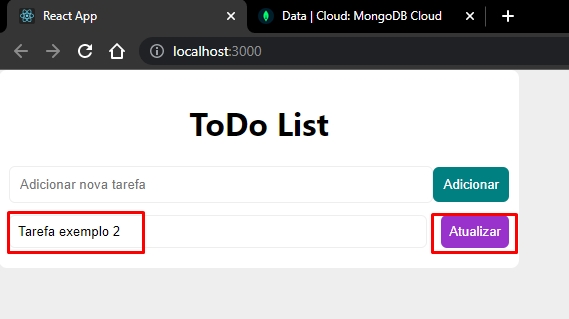 React App
Data | Cloud: MongoDB Cloud
localhost:3000
ToDo List
Adicionar nova tarefa
Adicionar
Tarefa exemplo 2
Atualizar